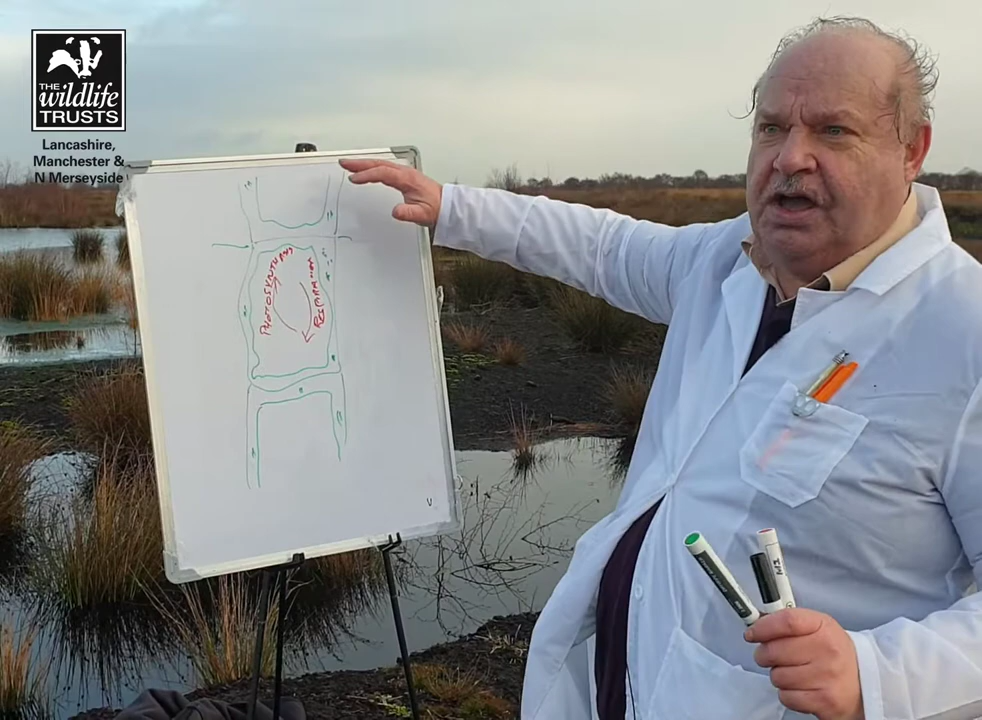 THE
wildlife
TRUSTS
Lancashire,
Manchester &
N Merseyside
PHOTOSYNTHESIS
RESPIRATION